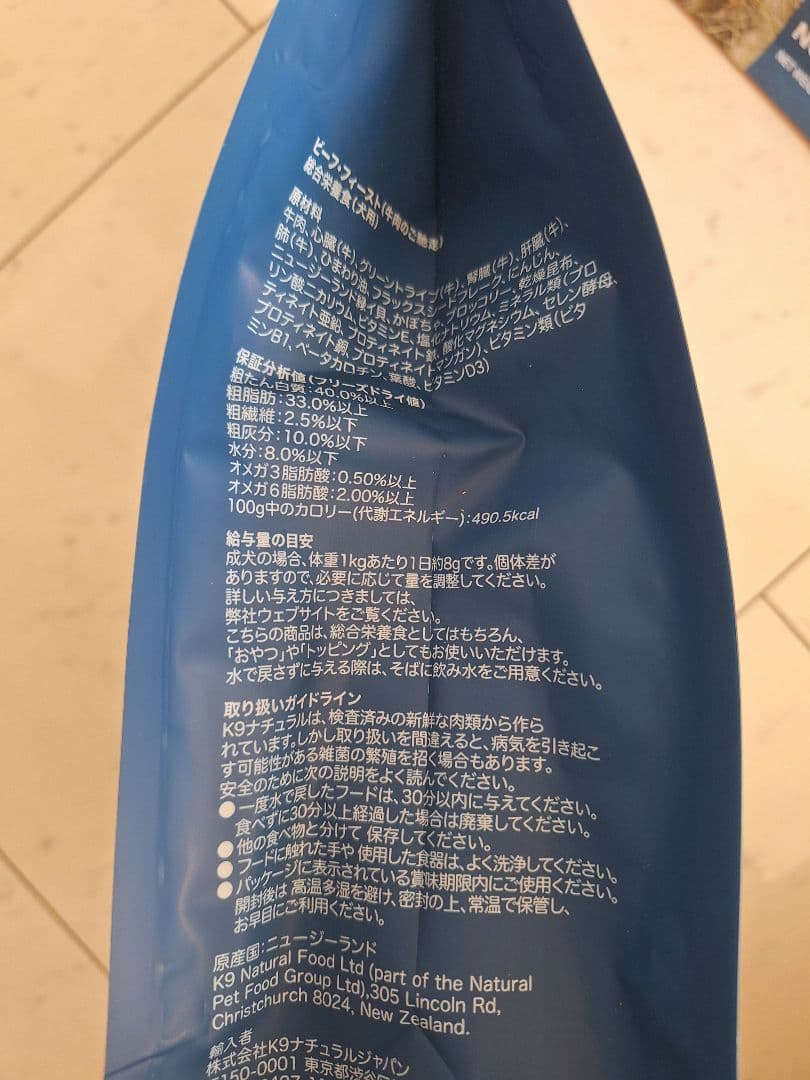 ビーフ・フィースト(牛肉のご馳走)
総合栄養食(犬用)
原材料
牛肉、心臓(牛)、グリーントライプ(牛)、腎臓(牛)、肝臓(牛)、
肺(牛)、ひまわり油、フラックスシードフレーク、にんじん、
ニュージーランド緑イ貝、かぼちゃ、ブロッコリー、乾燥昆布、
リン酸二カリウム、ビタミンE、塩化ナトリウム、ミネラル類(プロ
ティネイト亜鉛、プロティネイト鉄、酸化マグネシウム、セレン酵母、
プロティネイト銅、プロティネイトマンガン)、ビタミン類(ビタ
ミンB1、ベータカロチン、葉酸、ビタミンD3)
保証分析値(フリーズドライ値)
粗たん白質:40.0%以上
粗脂肪:33.0%以上
粗繊維:2.5%以下
粗灰分:10.0%以下
水分:8.0%以下
オメガ3脂肪酸:0.50%以上
オメガ6脂肪酸:2.00%以上
100g中のカロリー(代謝エネルギー):490.5kcal
給与量の目安
成犬の場合、体重1kgあたり1日約8gです。個体差が
ありますので、必要に応じて量を調整してください。
詳しい与え方につきましては、
弊社ウェブサイトをご覧ください。
こちらの商品は、総合栄養食としてはもちろん、
「おやつ」や「トッピング」としてもお使いいただけます。
水で戻さずに与える際は、そばに飲み水をご用意ください。
取り扱いガイドライン
K9ナチュラルは、検査済みの新鮮な肉類から作ら
れています。しかし取り扱いを間違えると、病気を引き起こ
す可能性がある雑菌の繁殖を招く場合もあります。
安全のために次の説明をよく読んでください。
●一度水で戻したフードは、30分以内に与えてください。
食べずに30分以上経過した場合は廃棄してください。
●他の食べ物と分けて 保存してください。
●フードに触れた手や 使用した食器は、よく洗浄してください。
●パッケージに表示されている賞味期限内にご使用ください。
開封後は 高温多湿を避け、密封の上、常温で保管し、
お早目にご利用ください。
原産国:ニュージーランド
K9 Natural Food Ltd (part of the Natural
Pet Food Group Ltd),305 Lincoln Rd,
Christchurch 8024, New Zealand.
輸入者
株式会社K9ナチュラルジャパン
〒150-0001 東京都渋谷区